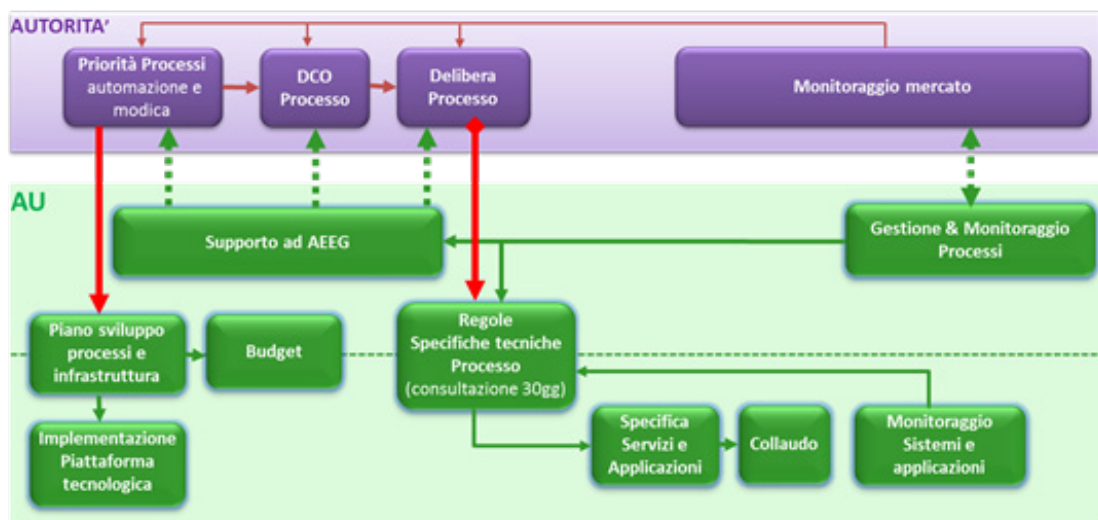 AUTORITA'
Priorità Processi
automazione e
modica
DCO
Processo
Delibera
Processo
Monitoraggio mercato
AU
Supporto ad AEEG
Gestione & Monitoraggio
Processi
Piano sviluppo
processi e
infrastruttura
Budget
Regole
Specifiche tecniche
Processo
(consultazione 30gg)
Implementazione
Piattaforma
tecnologica
Specifica
Servizi e
Applicazioni
Collaudo
Monitoraggio
Sistemi e
applicazioni